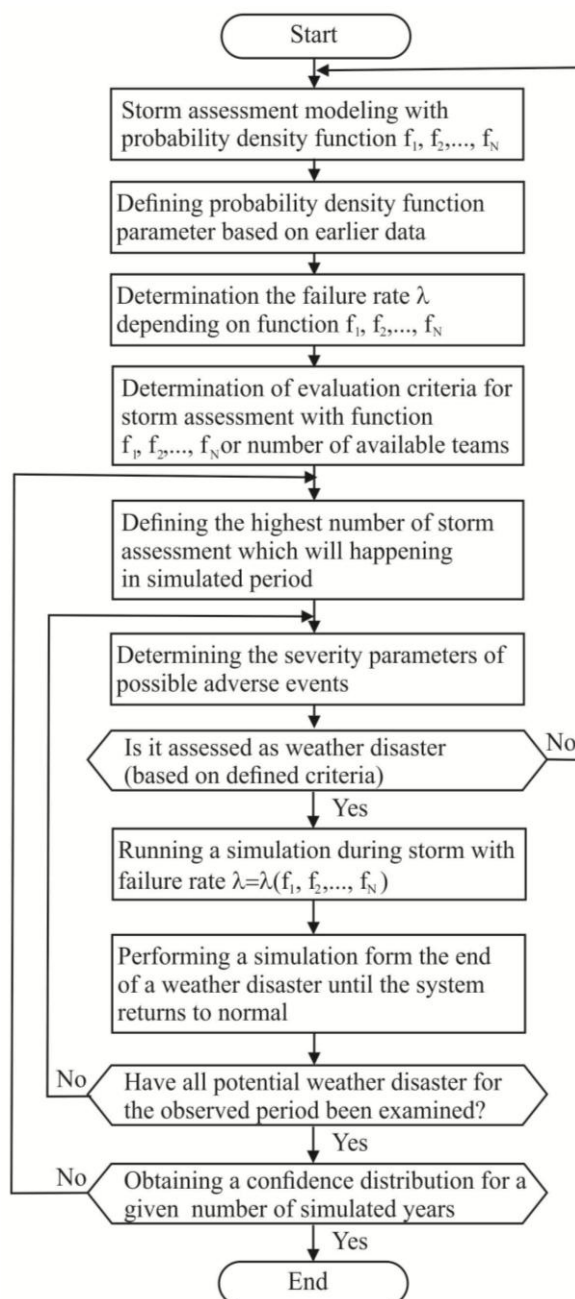 Start
Storm assessment modeling with
probability density function f₁, f₂,..., f_N
Defining probability density function
parameter based on earlier data
Determination the failure rate λ
depending on function f₁, f₂,..., f_N
Determination of evaluation criteria for
storm assessment with function
f₁, f₂,..., f_N or number of available teams
Defining the highest number of storm
assessment which will happening
in simulated period
Determining the severity parameters of
possible adverse events
Is it assessed as weather disaster
(based on defined criteria)
No
Yes
Running a simulation during storm with
failure rate λ=λ(f₁, f₂,..., f_N)
Performing a simulation form the end
of a weather disaster until the system
returns to normal
No
Have all potential weather disaster for
the observed period been examined?
Yes
No
Obtaining a confidence distribution for a
given number of simulated years
Yes
End